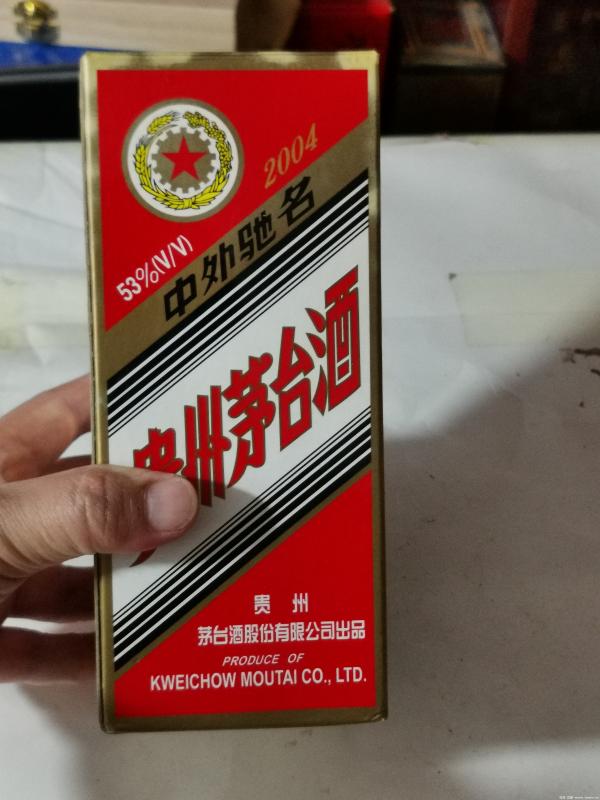 2004
53%(V/V)
中外驰名
贵州茅台酒
贵 州
茅台酒股份有限公司出品
PRODUCE OF
KWEICHOW MOUTAI CO., LTD.